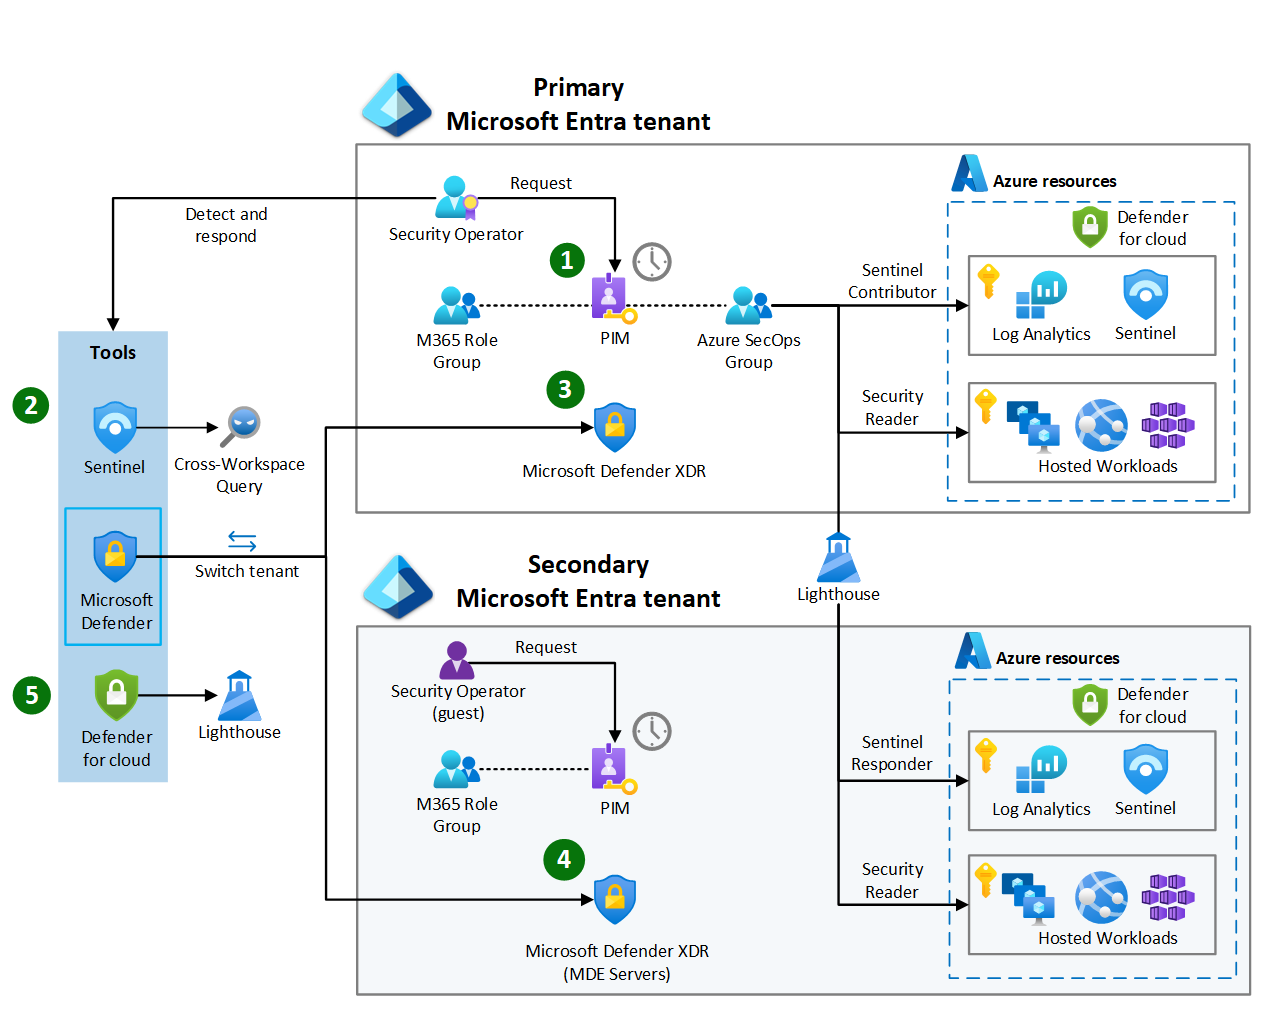 Primary
Microsoft Entra tenant
Azure resources
Request
Detect and
respond
Security Operator
Defender
for cloud
1
Sentinel
Contributor
Log Analytics
Sentinel
M365 Role
Group
PIM
Azure SecOps
Group
Tools
2
Sentinel
Cross-Workspace
Query
3
Microsoft Defender XDR
Security
Reader
Hosted Workloads
Switch tenant
Microsoft
Defender
Secondary
Microsoft Entra tenant
Lighthouse
5
Defender
for cloud
Lighthouse
Request
Security Operator
(guest)
Azure resources
Defender
for cloud
Sentinel
Responder
Log Analytics
Sentinel
M365 Role
Group
PIM
4
Microsoft Defender XDR
(MDE Servers)
Security
Reader
Hosted Workloads